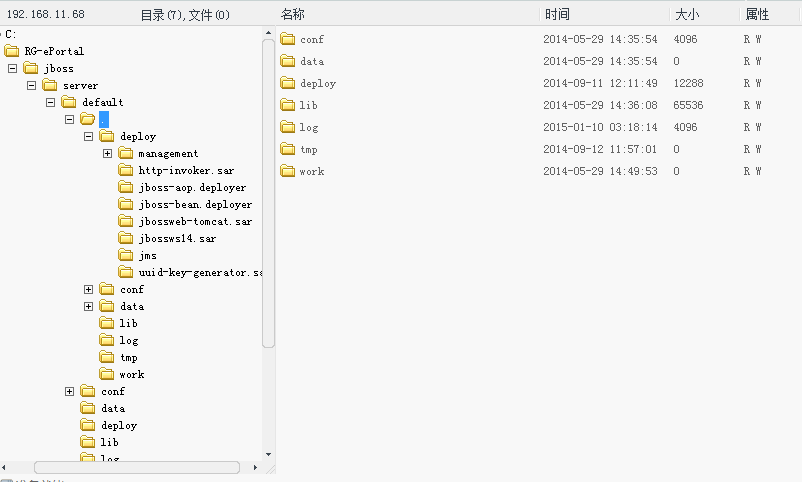 192.168.11.68 目录(7),文件(0) 名称 时间 大小 属性
C:
RG-ePortal
jboss
server
default
.
deploy
management
http-invoker.sar
jboss-aop.deployer
jboss-bean.deployer
jbossweb-tomcat.sar
jbossws14.sar
jms
uuid-key-generator.sa
conf
data
lib
log
tmp
work
conf
data
deploy
lib
log
conf 2014-05-29 14:35:54 4096 R W
data 2014-05-29 14:35:54 0 R W
deploy 2014-09-11 12:11:49 12288 R W
lib 2014-05-29 14:36:08 65536 R W
log 2015-01-10 03:18:14 4096 R W
tmp 2014-09-12 11:57:01 0 R W
work 2014-05-29 14:49:53 0 R W